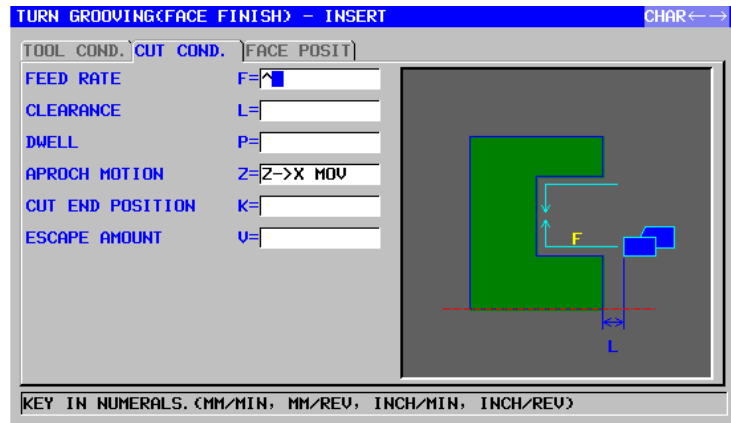 TURN GROOVING(FACE FINISH) - INSERT CHAR←→
TOOL COND. CUT COND. FACE POSIT
FEED RATE F=^
CLEARANCE L=
DWELL P=
APROCH MOTION Z=Z->X MOV
CUT END POSITION K=
ESCAPE AMOUNT V=
F
L
KEY IN NUMERALS.(MM/MIN, MM/REV, INCH/MIN, INCH/REV)